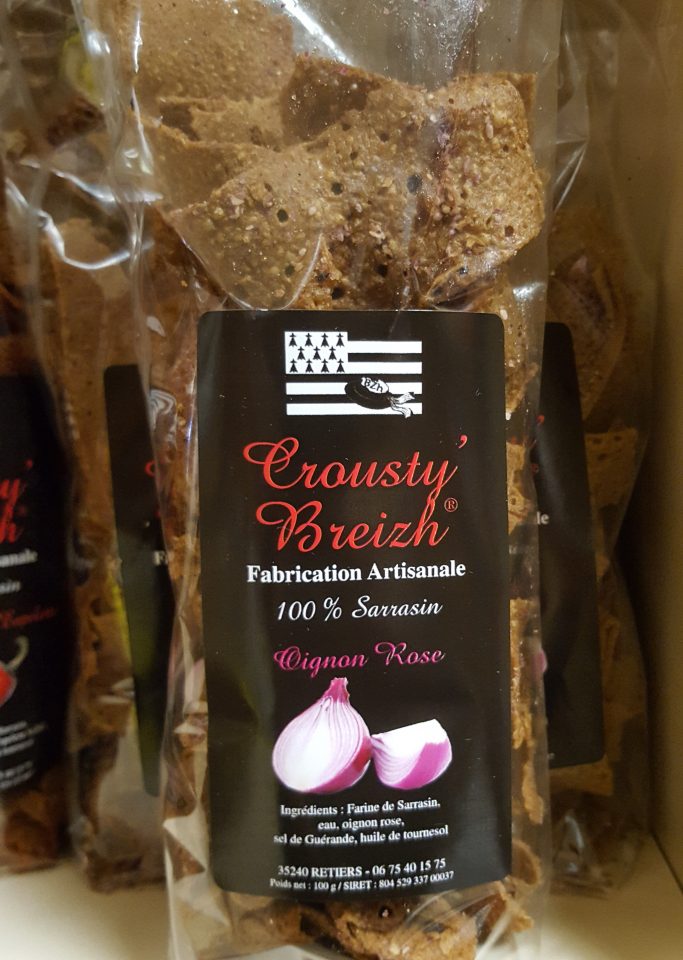 Bzh
Crousty'
Breizh®
Fabrication Artisanale
100 % Sarrasin
Oignon Rose
Ingrédients : Farine de Sarrasin,
eau, oignon rose,
sel de Guérande, huile de tournesol
35240 RETIERS - 06 75 40 15 75
Poids net : 100 g / SIRET : 804 529 337 00037